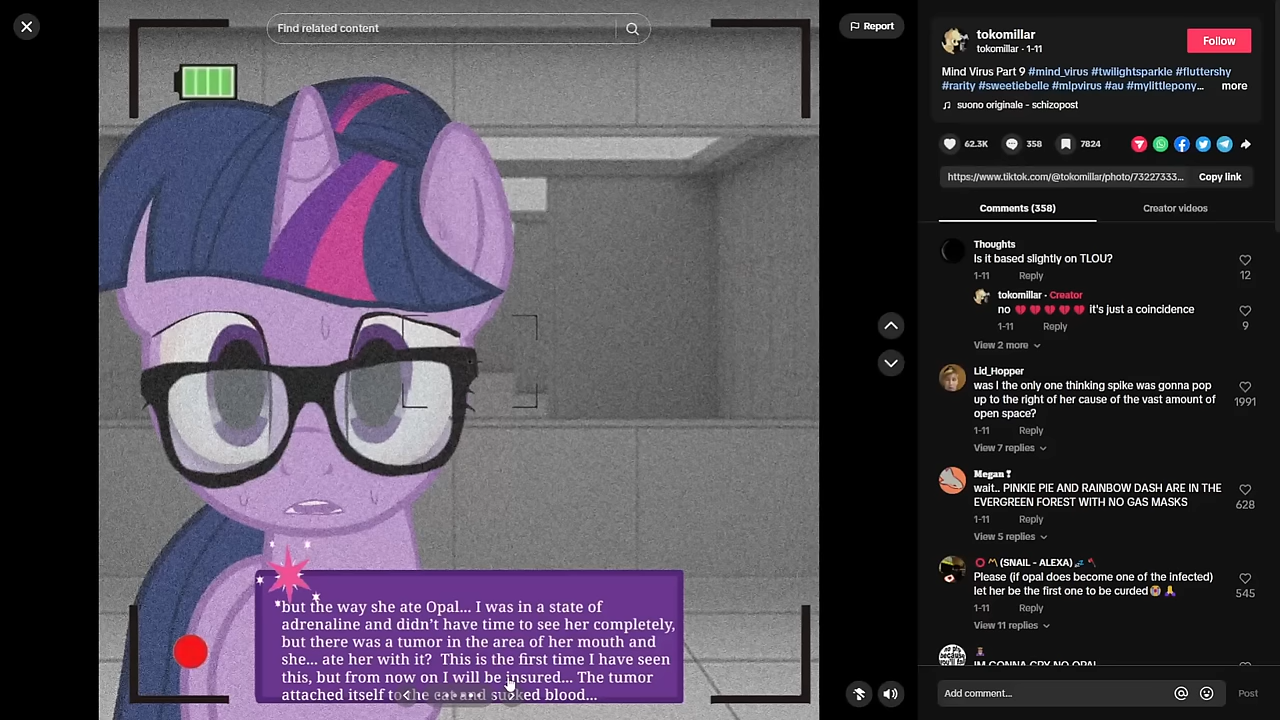 Find related content
Report
tokomillar
tokomillar · 1-11
Follow
Mind Virus Part 9 #mind_virus #twilightsparkle #fluttershy
#rarity #sweetiebelle #mlpvirus #au #mylittlepony... more
suono originale - schizopost
62.3K
358
7824
https://www.tiktok.com/@tokomillar/photo/73227333...
Copy link
Comments (358)
Creator videos
Thoughts
Is it based slightly on TLOU?
1-11 Reply
12
tokomillar · Creator
no 💔💔💔💔💔 it's just a coincidence
1-11 Reply
9
View 2 more
Lid_Hopper
was I the only one thinking spike was gonna pop
up to the right of her cause of the vast amount of
open space?
1-11 Reply
1991
View 7 replies
Megan❣
wait.. PINKIE PIE AND RAINBOW DASH ARE IN THE
EVERGREEN FOREST WITH NO GAS MASKS
1-11 Reply
628
View 5 replies
(SNAIL - ALEXA)
Please (if opal does become one of the infected)
let her be the first one to be curded
1-11 Reply
545
View 11 replies
IM GONNA CRY NO OPAL
Add comment...
Post
but the way she ate Opal... I was in a state of
adrenaline and didn't have time to see her completely,
but there was a tumor in the area of her mouth and
she... ate her with it? This is the first time I have seen
this, but from now on I will be insured... The tumor
attached itself to the cat and sucked blood...